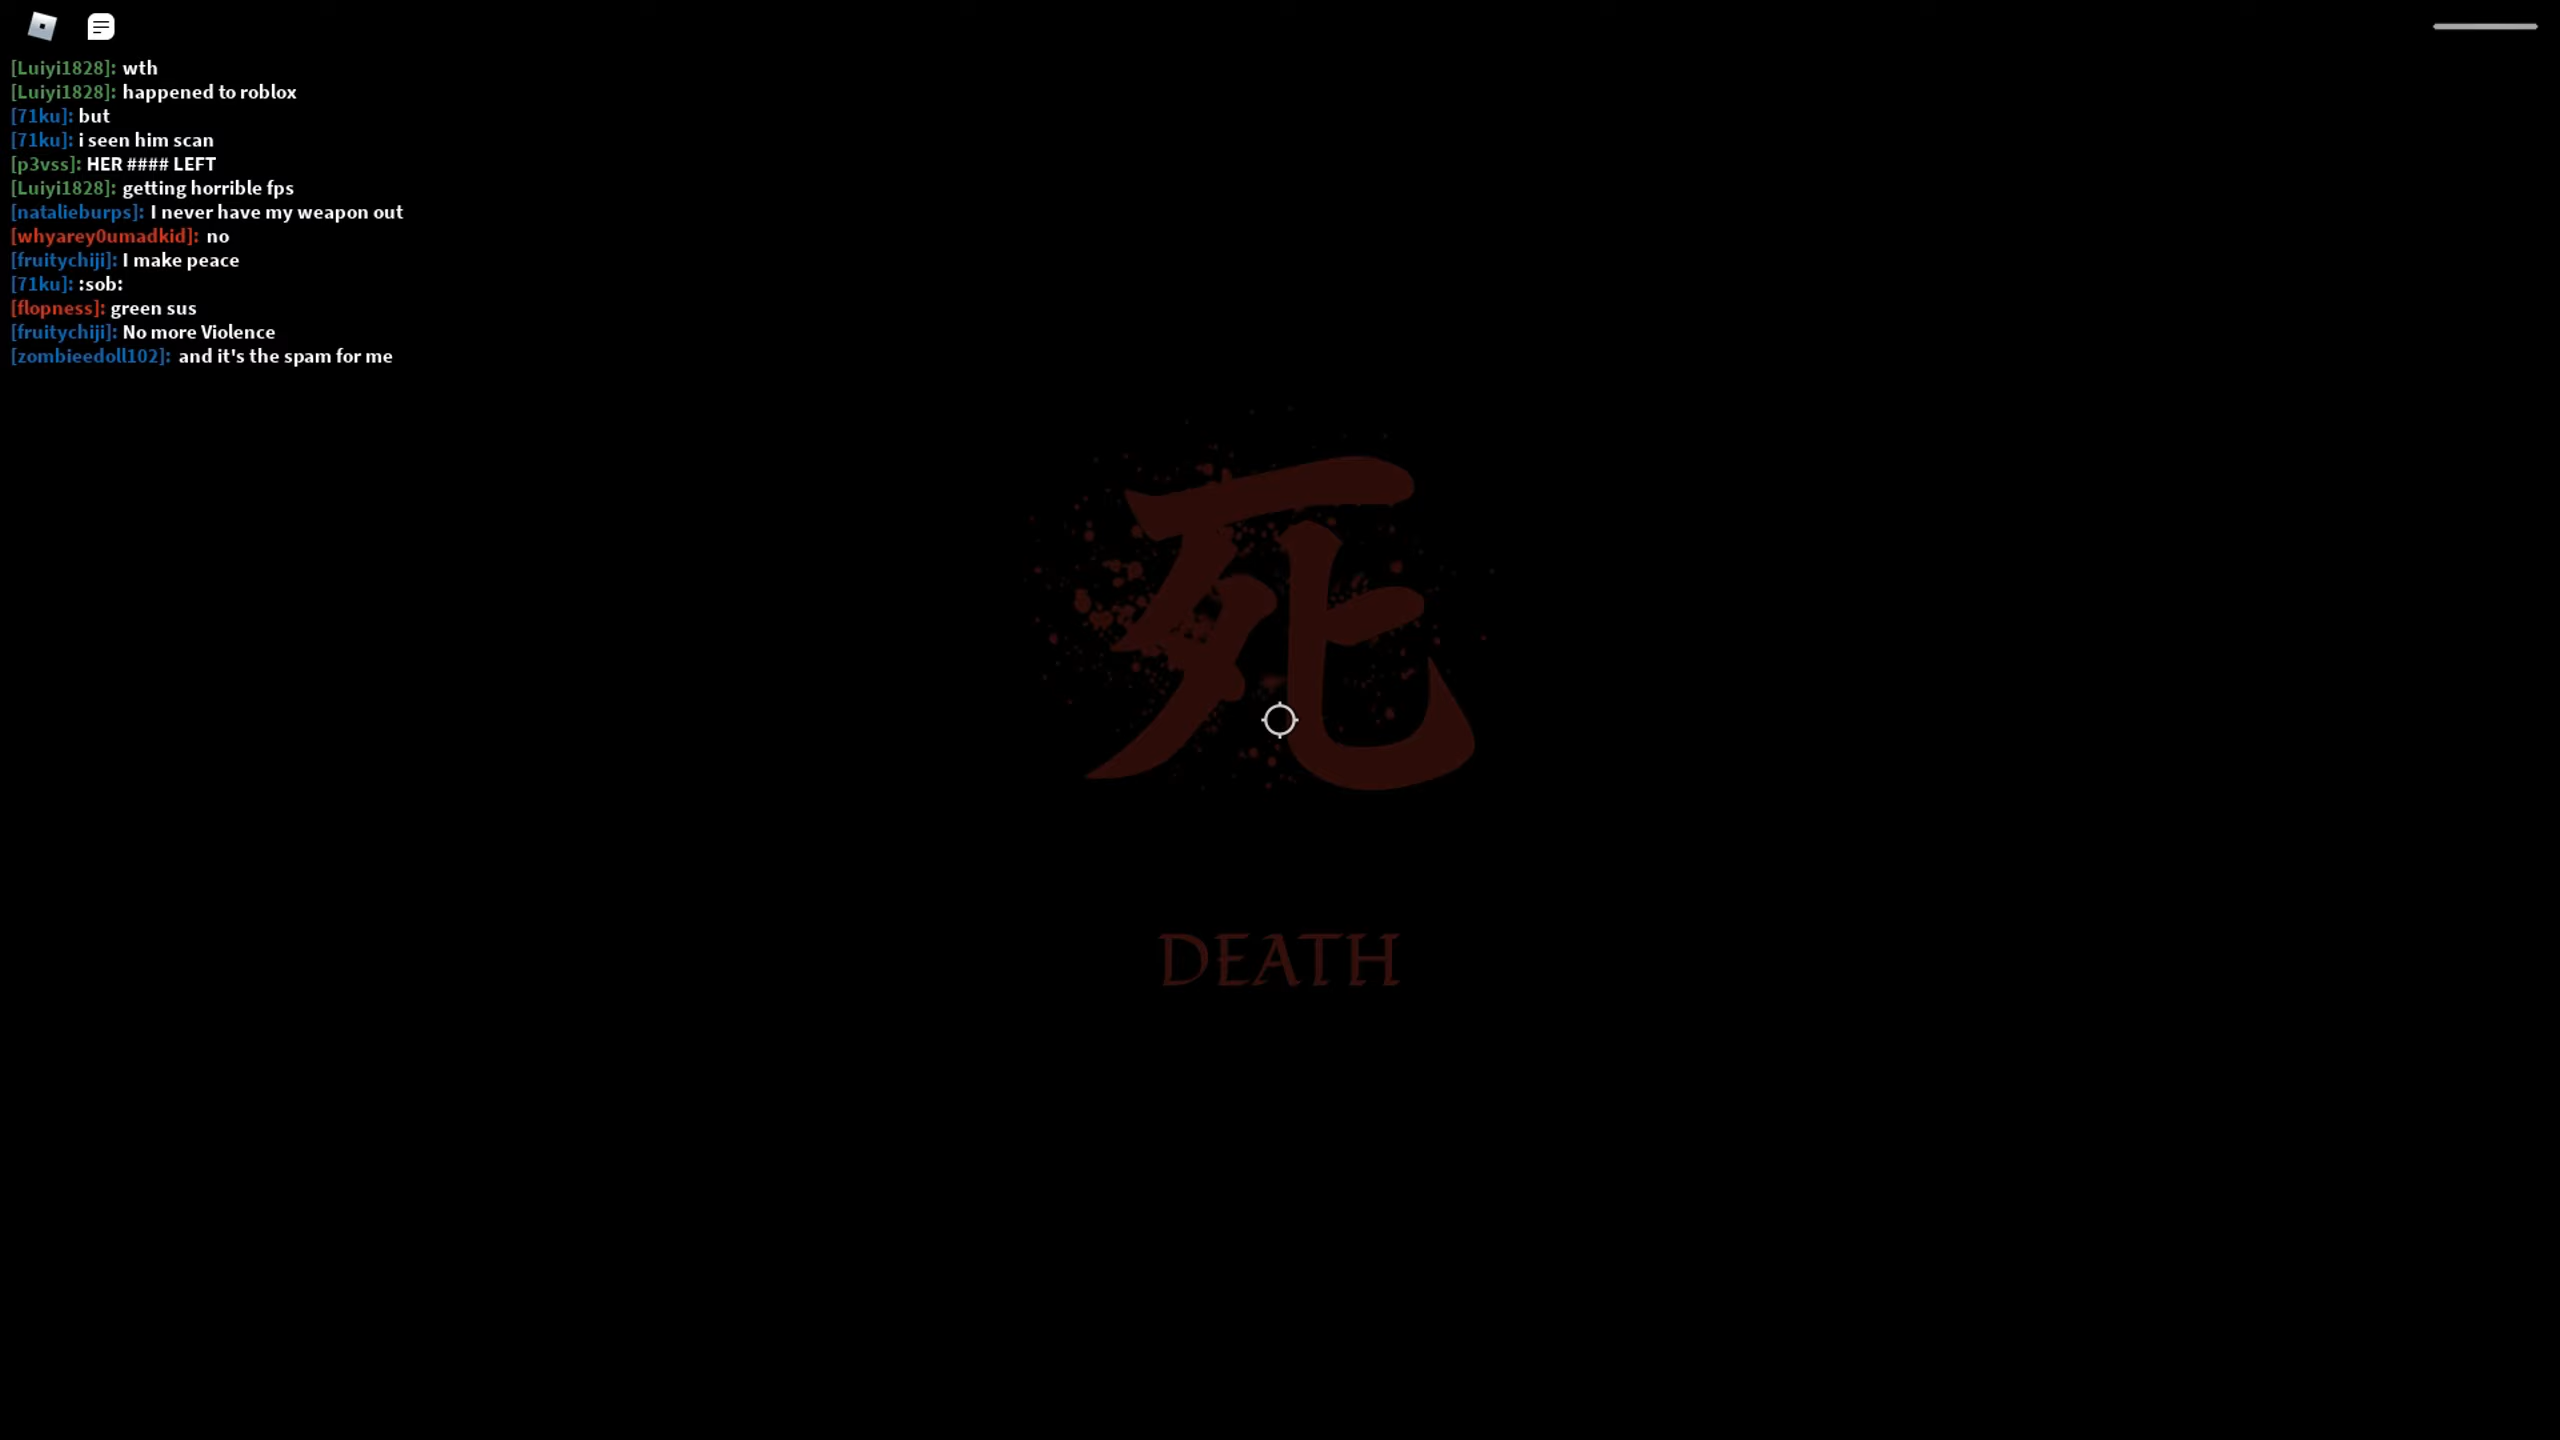 [Luiyi1828]: wth
[Luiyi1828]: happened to roblox
[71ku]: but
[71ku]: i seen him scan
[p3vss]: HER #### LEFT
[Luiyi1828]: getting horrible fps
[natalieburps]: I never have my weapon out
[whyarey0umadkid]: no
[fruitychiji]: I make peace
[71ku]: :sob:
[flopness]: green sus
[fruitychiji]: No more Violence
[zombieedoll102]: and it's the spam for me
死
DEATH